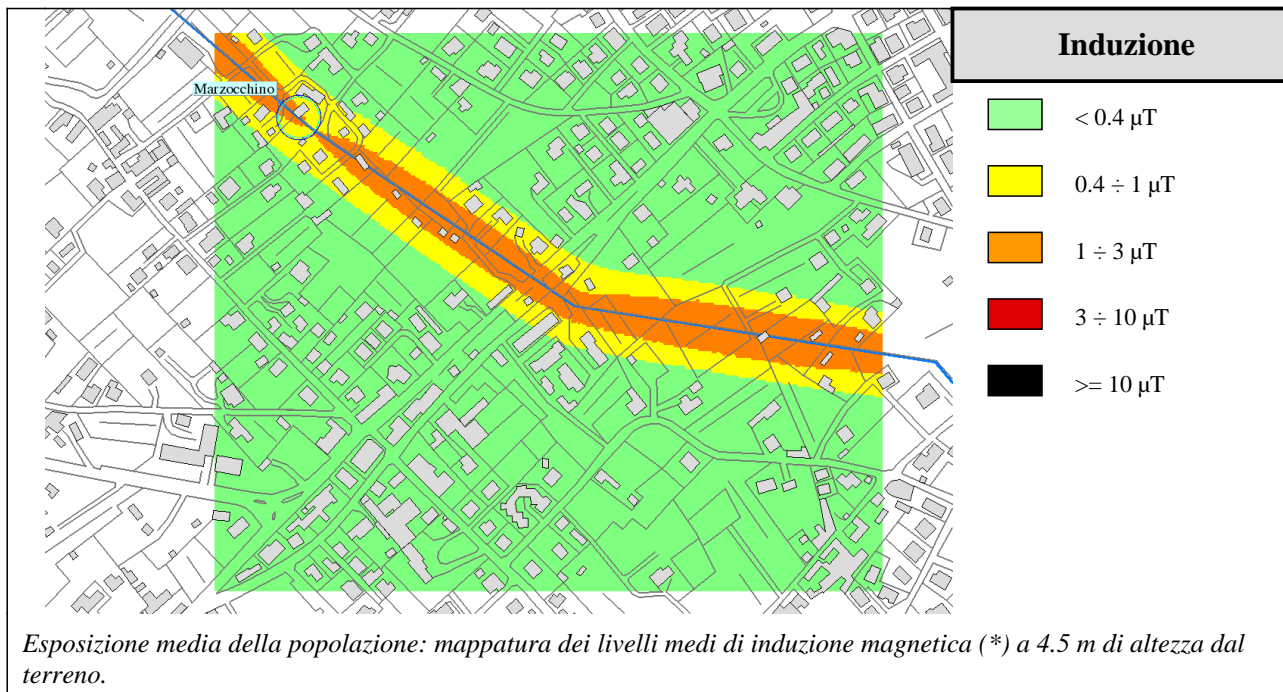 Marzocchino
Induzione
< 0.4 µT
0.4 ÷ 1 µT
1 ÷ 3 µT
3 ÷ 10 µT
>= 10 µT
Esposizione media della popolazione: mappatura dei livelli medi di induzione magnetica (*) a 4.5 m di altezza dal
terreno.